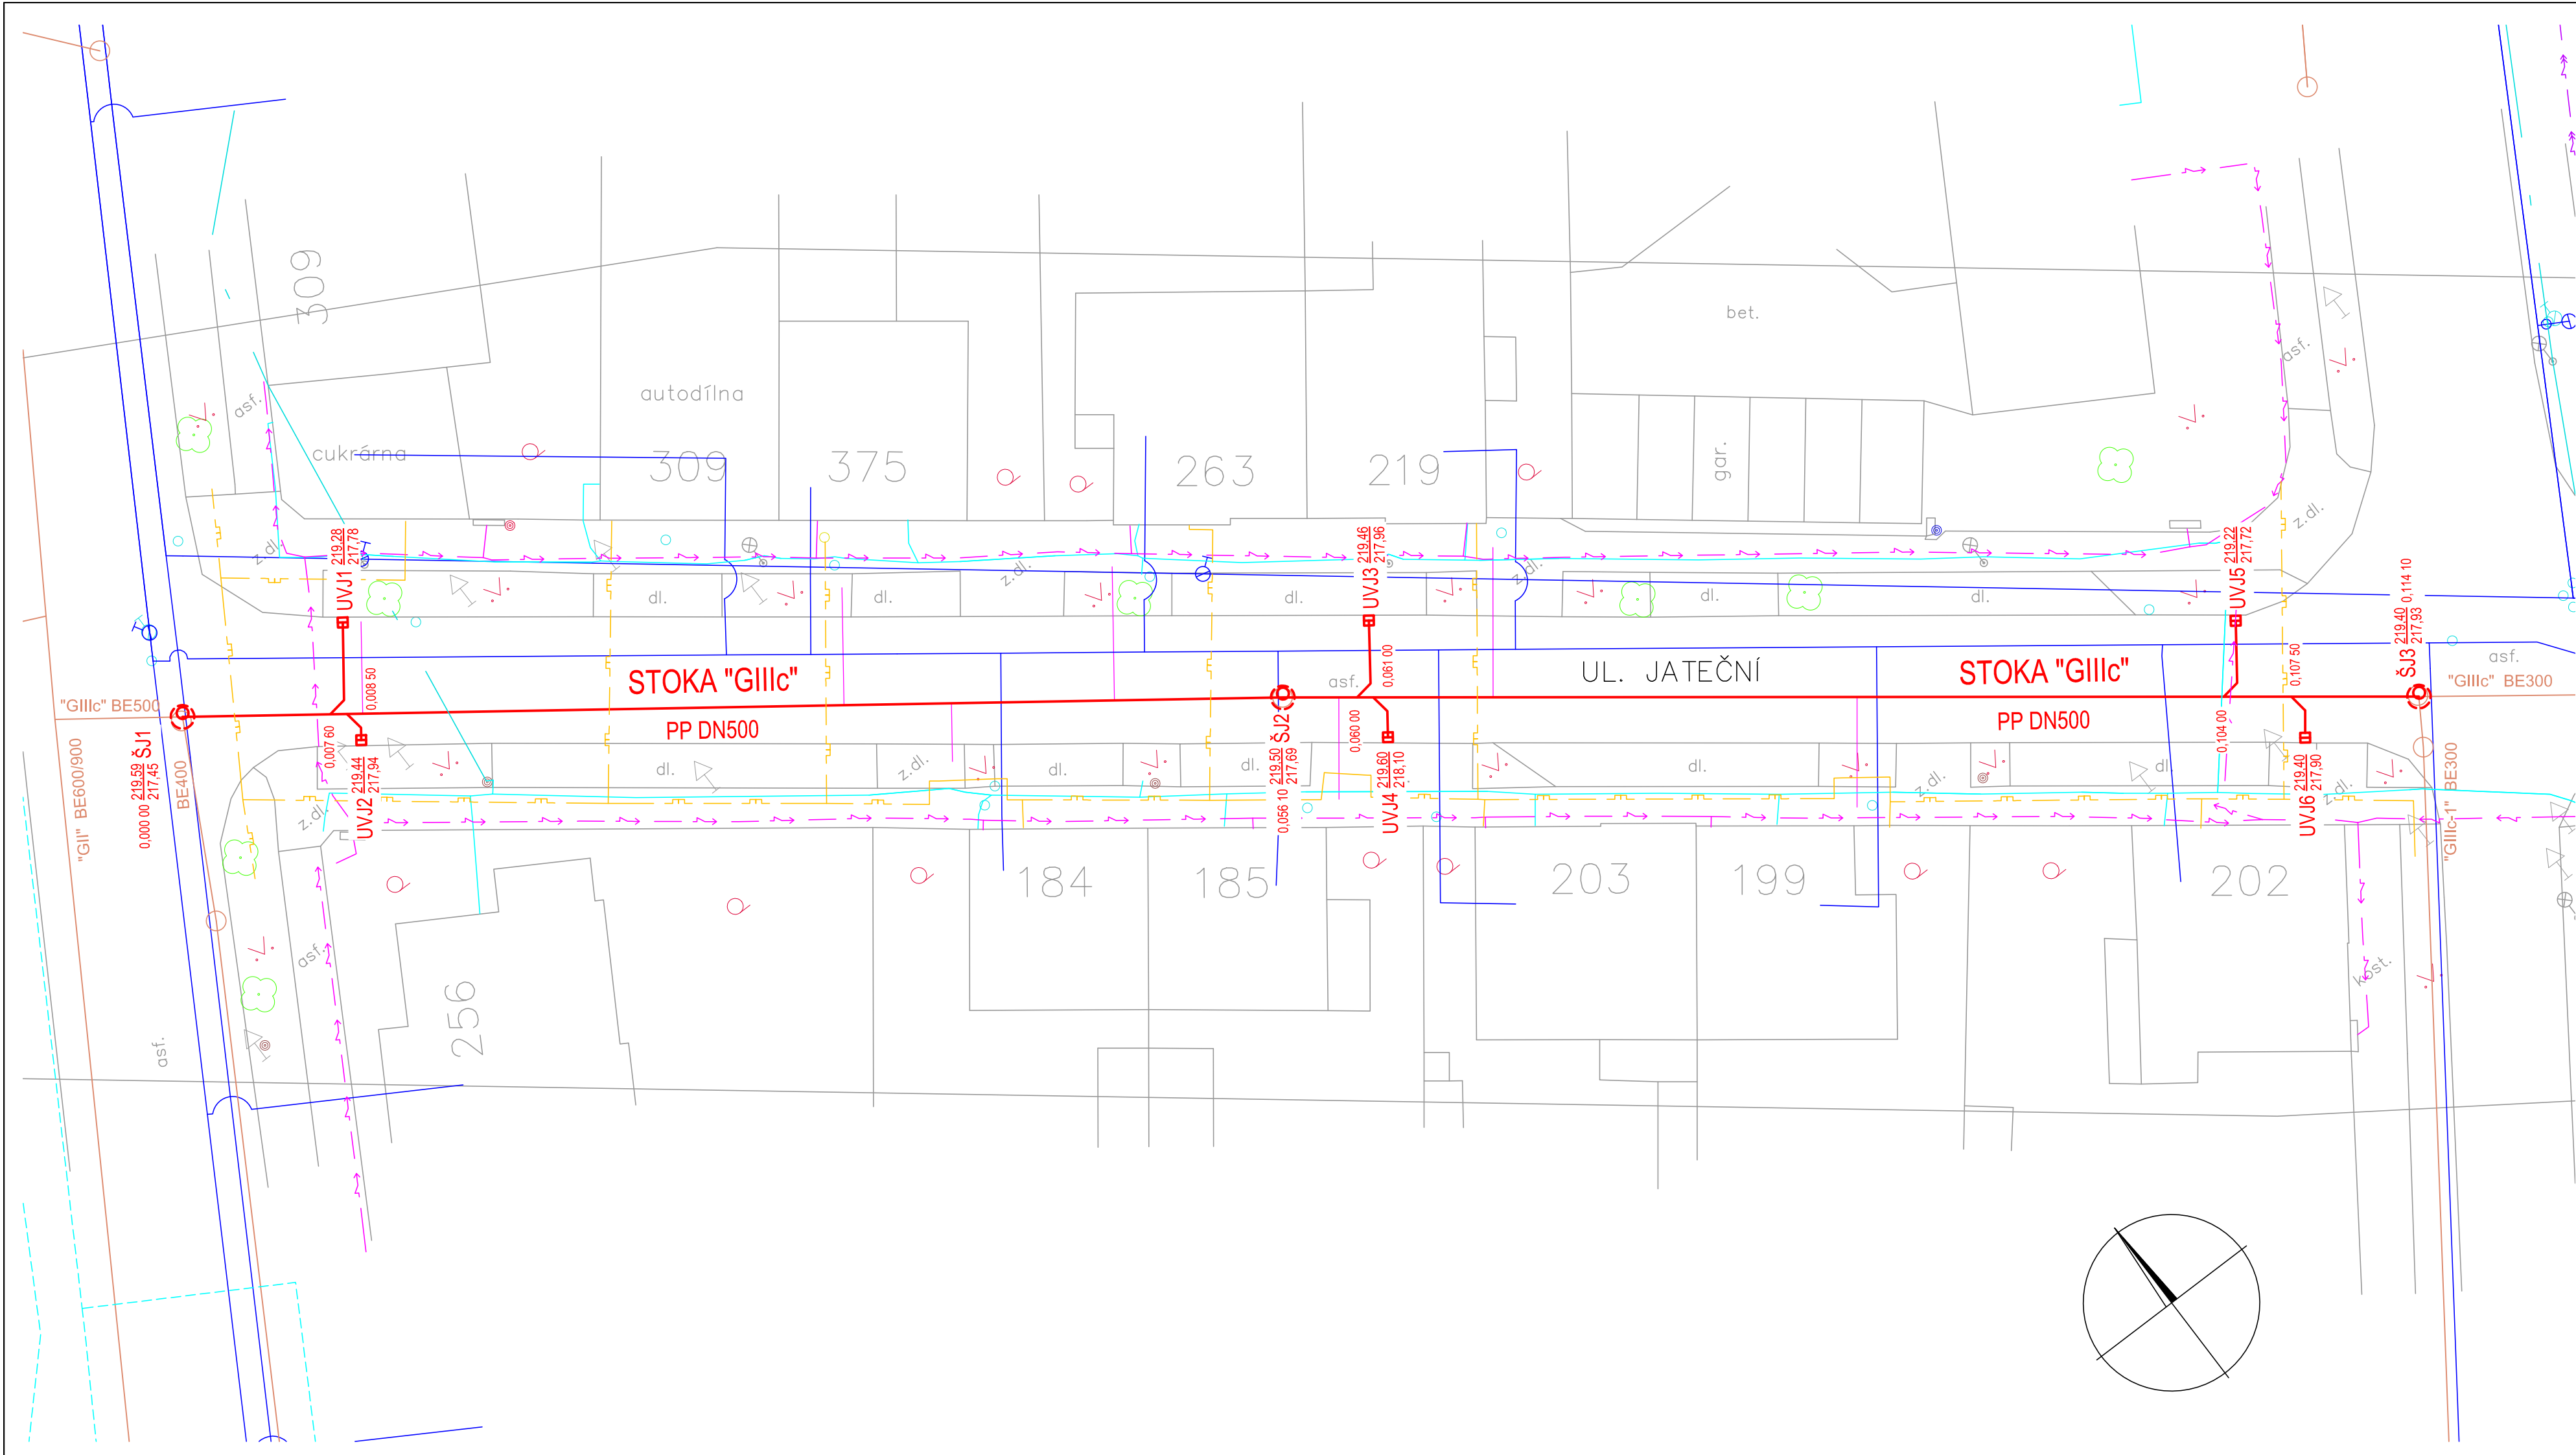 309
asf.
bet.
asf.
autodílna
cukrárna
309
375
263
219
gar.
z.dl.
z.dl.
z.dl.
z.dl.
UVJ1 219,28
217,78
UVJ3 219,46
217,96
UVJ5 219,22
217,72
dl.
dl.
dl.
dl.
dl.
ŠJ3 219,40 0,114 10
217,93
0,008 50
0,061 00
0,107 50
STOKA "GIIIc"
UL. JATEČNÍ
STOKA "GIIIc"
asf.
asf.
"GIIIc" BE500
"GIIIc" BE300
PP DN500
PP DN500
0,000 00 219,59 ŠJ1
217,45
0,007 60
0,056 10 219,50 ŠJ2
217,69
0,060 00
0,104 00
"GII" BE600/900
BE400
"GIIIc-1" BE300
UVJ2 219,44
217,94
UVJ4 219,60
218,10
UVJ6 219,40
217,90
dl.
z.dl.
dl.
dl.
dl.
z.dl.
dl.
z.dl.
z.dl.
184
185
203
199
202
256
asf.
asf.
kost.